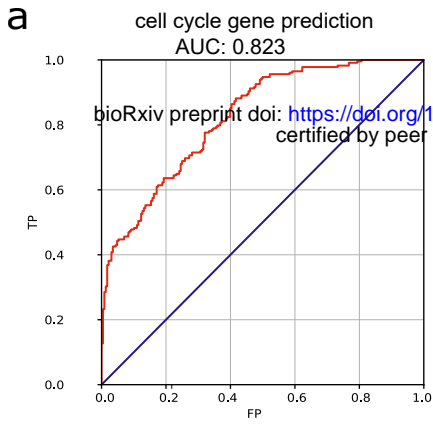 a
cell cycle gene prediction
AUC: 0.823
1.0
bioRxiv preprint doi: https://doi.org/1
certified by peer
0.8
0.6
TP
0.4
0.2
0.0
0.0 0.2 0.4 0.6 0.8 1.0
FP